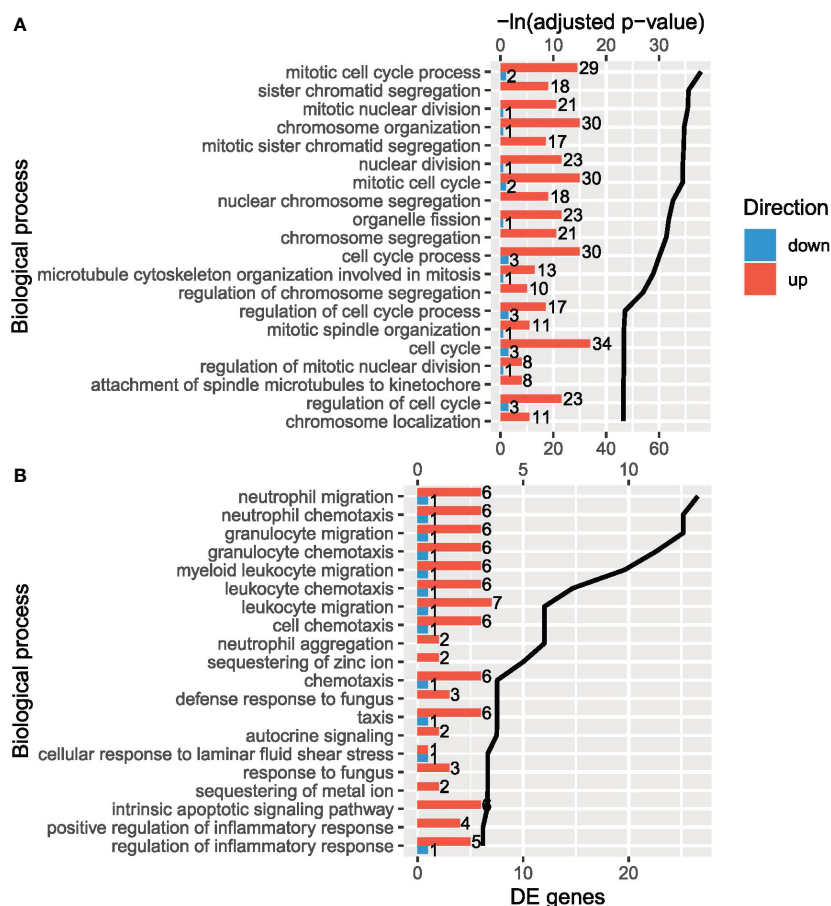 A
−ln(adjusted p−value)
0 10 20 30
mitotic cell cycle process 29
2
sister chromatid segregation 18
mitotic nuclear division 21
1
chromosome organization 30
1
mitotic sister chromatid segregation 17
nuclear division 23
1
mitotic cell cycle 30
2
nuclear chromosome segregation 18
organelle fission 23
1
chromosome segregation 21
cell cycle process 30
3
microtubule cytoskeleton organization involved in mitosis 13
1
regulation of chromosome segregation 10
regulation of cell cycle process 17
3
mitotic spindle organization 11
1
cell cycle 34
3
regulation of mitotic nuclear division 8
1
attachment of spindle microtubules to kinetochore 8
regulation of cell cycle 23
3
chromosome localization 11
0 20 40 60
Biological process
Direction
down
up
B
0 5 10
neutrophil migration 6
1
neutrophil chemotaxis 6
1
granulocyte migration 6
1
granulocyte chemotaxis 6
1
myeloid leukocyte migration 6
1
leukocyte chemotaxis 6
1
leukocyte migration 7
1
cell chemotaxis 6
1
neutrophil aggregation 2
sequestering of zinc ion 2
chemotaxis 6
1
defense response to fungus 3
taxis 6
1
autocrine signaling 2
cellular response to laminar fluid shear stress 1
1
response to fungus 3
sequestering of metal ion 2
intrinsic apoptotic signaling pathway 6
positive regulation of inflammatory response 4
regulation of inflammatory response 5
1
0 10 20
DE genes
Biological process